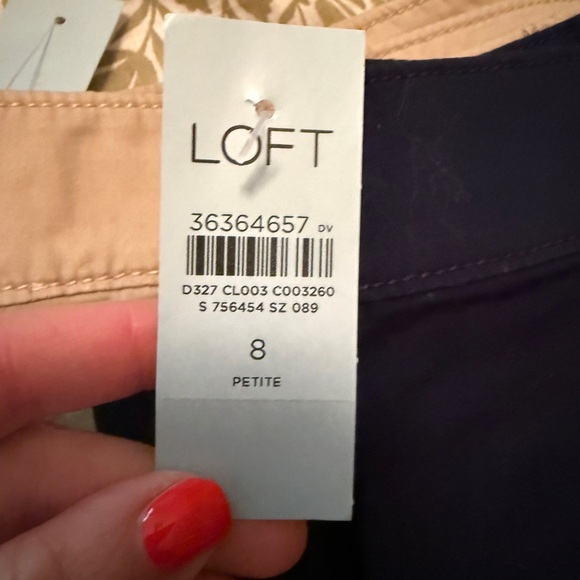 LOFT
36364657 DV
D327 CL003 C003260
S 756454 SZ 089
8
PETITE